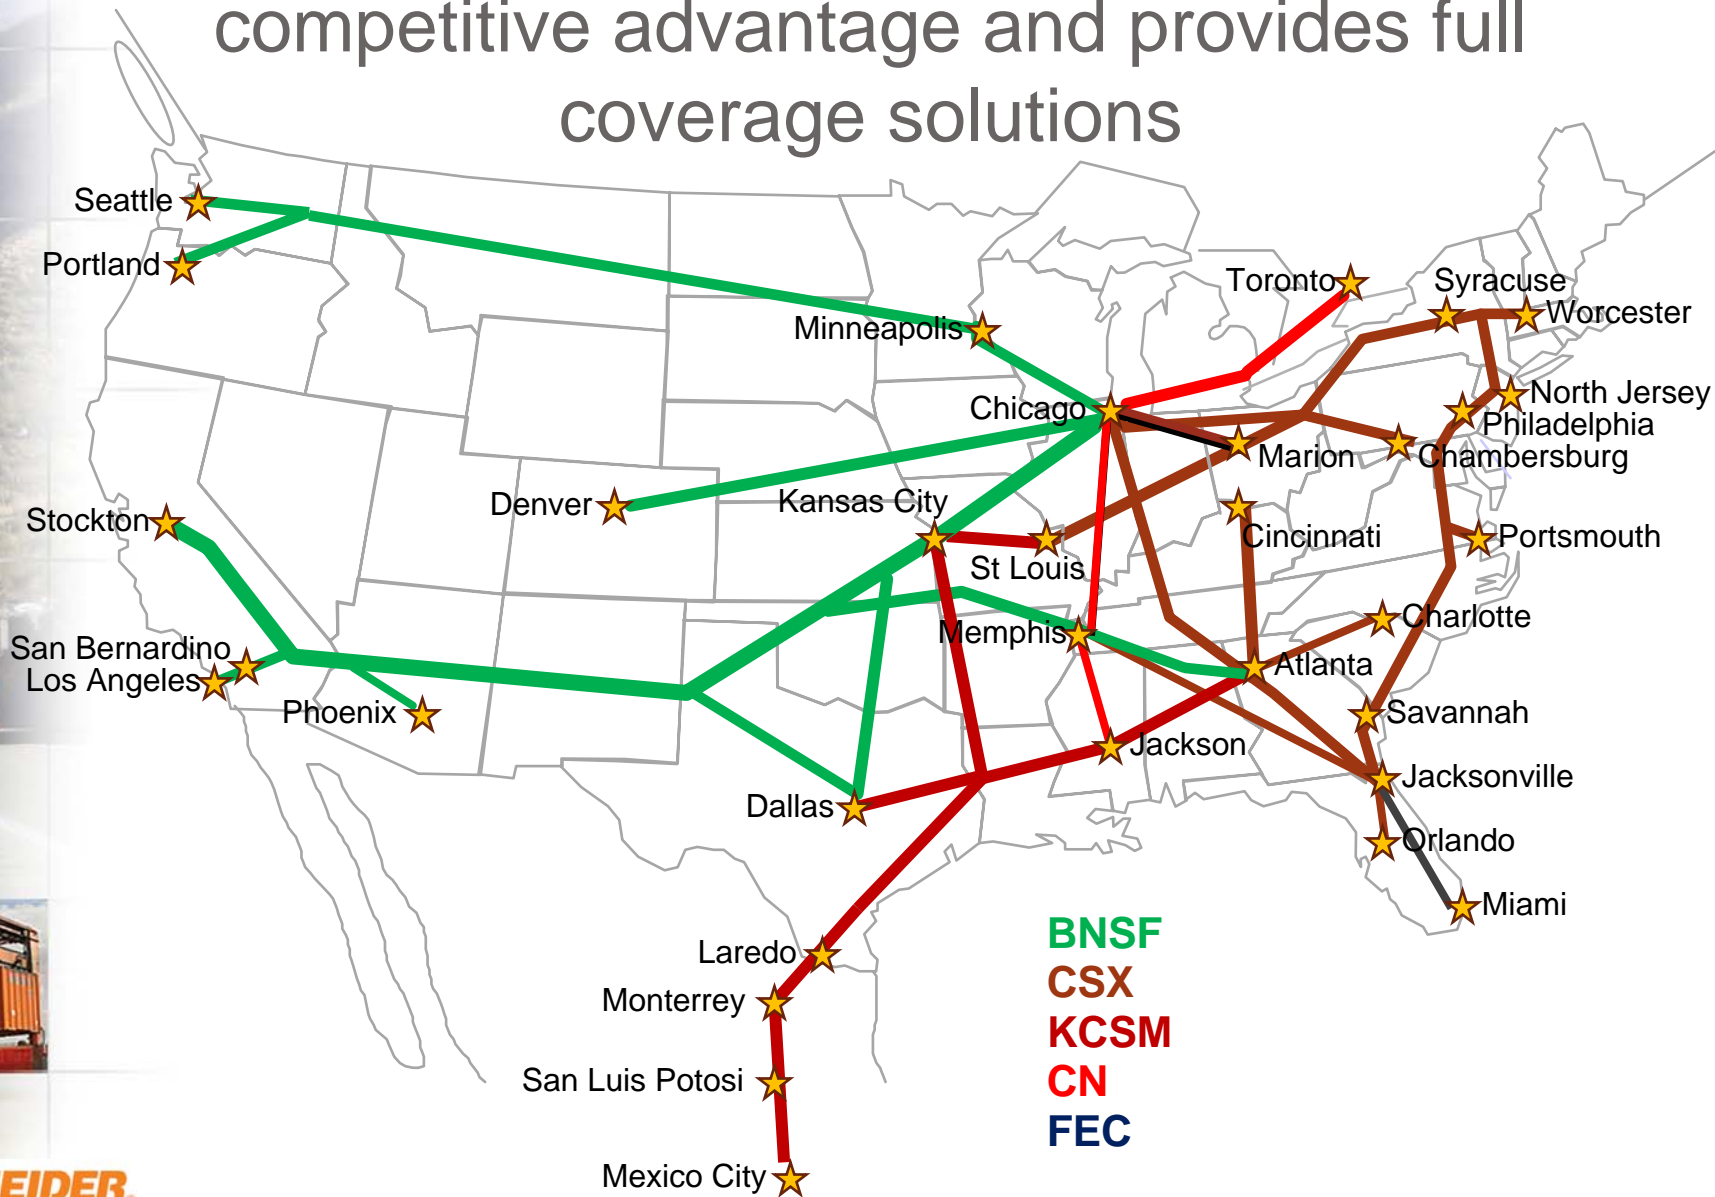 competitive advantage and provides full
coverage solutions
Seattle
Portland
Minneapolis
Toronto
Syracuse
Worcester
Chicago
North Jersey
Philadelphia
Marion
Chambersburg
Denver
Kansas City
Stockton
Cincinnati
Portsmouth
St Louis
Charlotte
Memphis
San Bernardino
Los Angeles
Atlanta
Phoenix
Savannah
Jackson
Jacksonville
Dallas
Orlando
Miami
Laredo
Monterrey
San Luis Potosi
Mexico City
BNSF
CSX
KCSM
CN
FEC
EIDER.